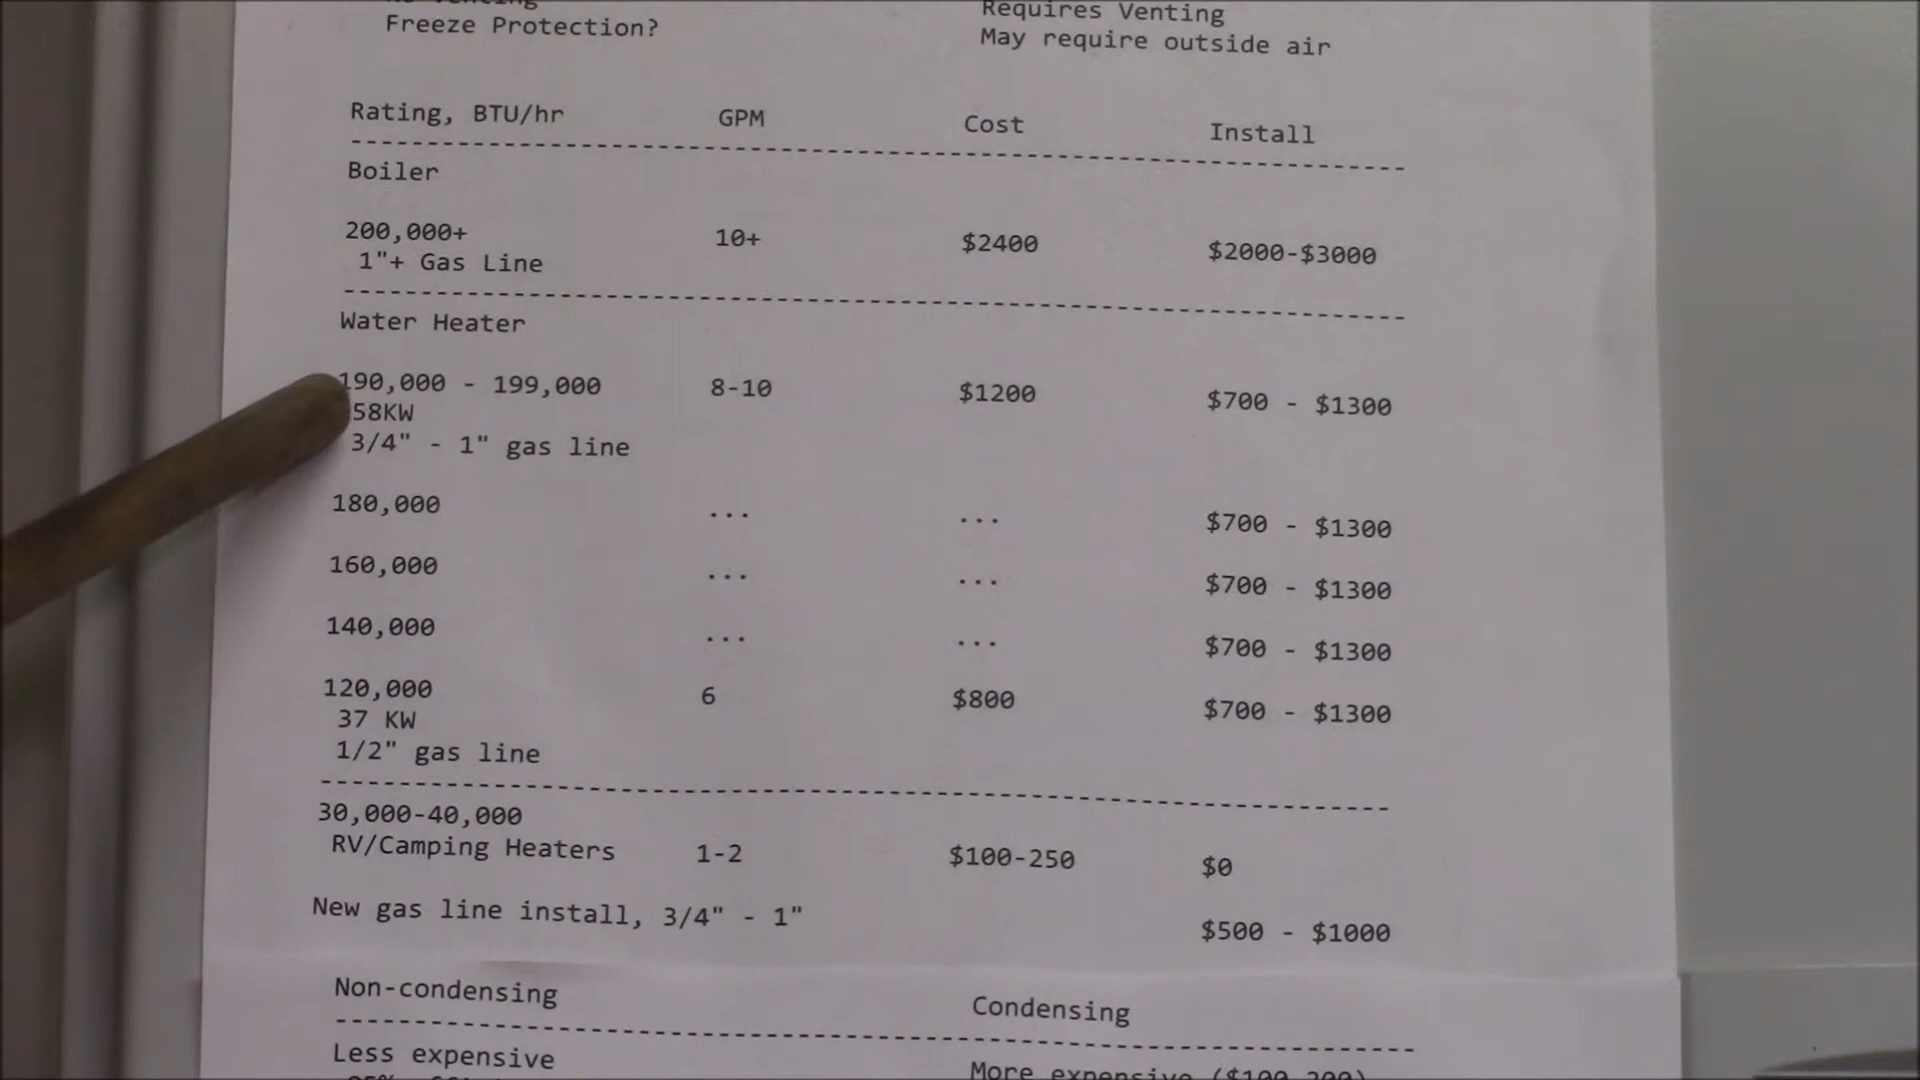 Freeze Protection?
Requires Venting
May require outside air
Rating, BTU/hr GPM Cost Install
Boiler
200,000+ 10+ $2400 $2000-$3000
1"+ Gas Line
Water Heater
190,000 - 199,000 8-10 $1200 $700 - $1300
58KW
3/4" - 1" gas line
180,000 ... ... $700 - $1300
160,000 ... ... $700 - $1300
140,000 ... ... $700 - $1300
120,000 6 $800 $700 - $1300
37 KW
1/2" gas line
30,000-40,000
RV/Camping Heaters 1-2 $100-250 $0
New gas line install, 3/4" - 1" $500 - $1000
Non-condensing Condensing
Less expensive More expensive ($100-200)